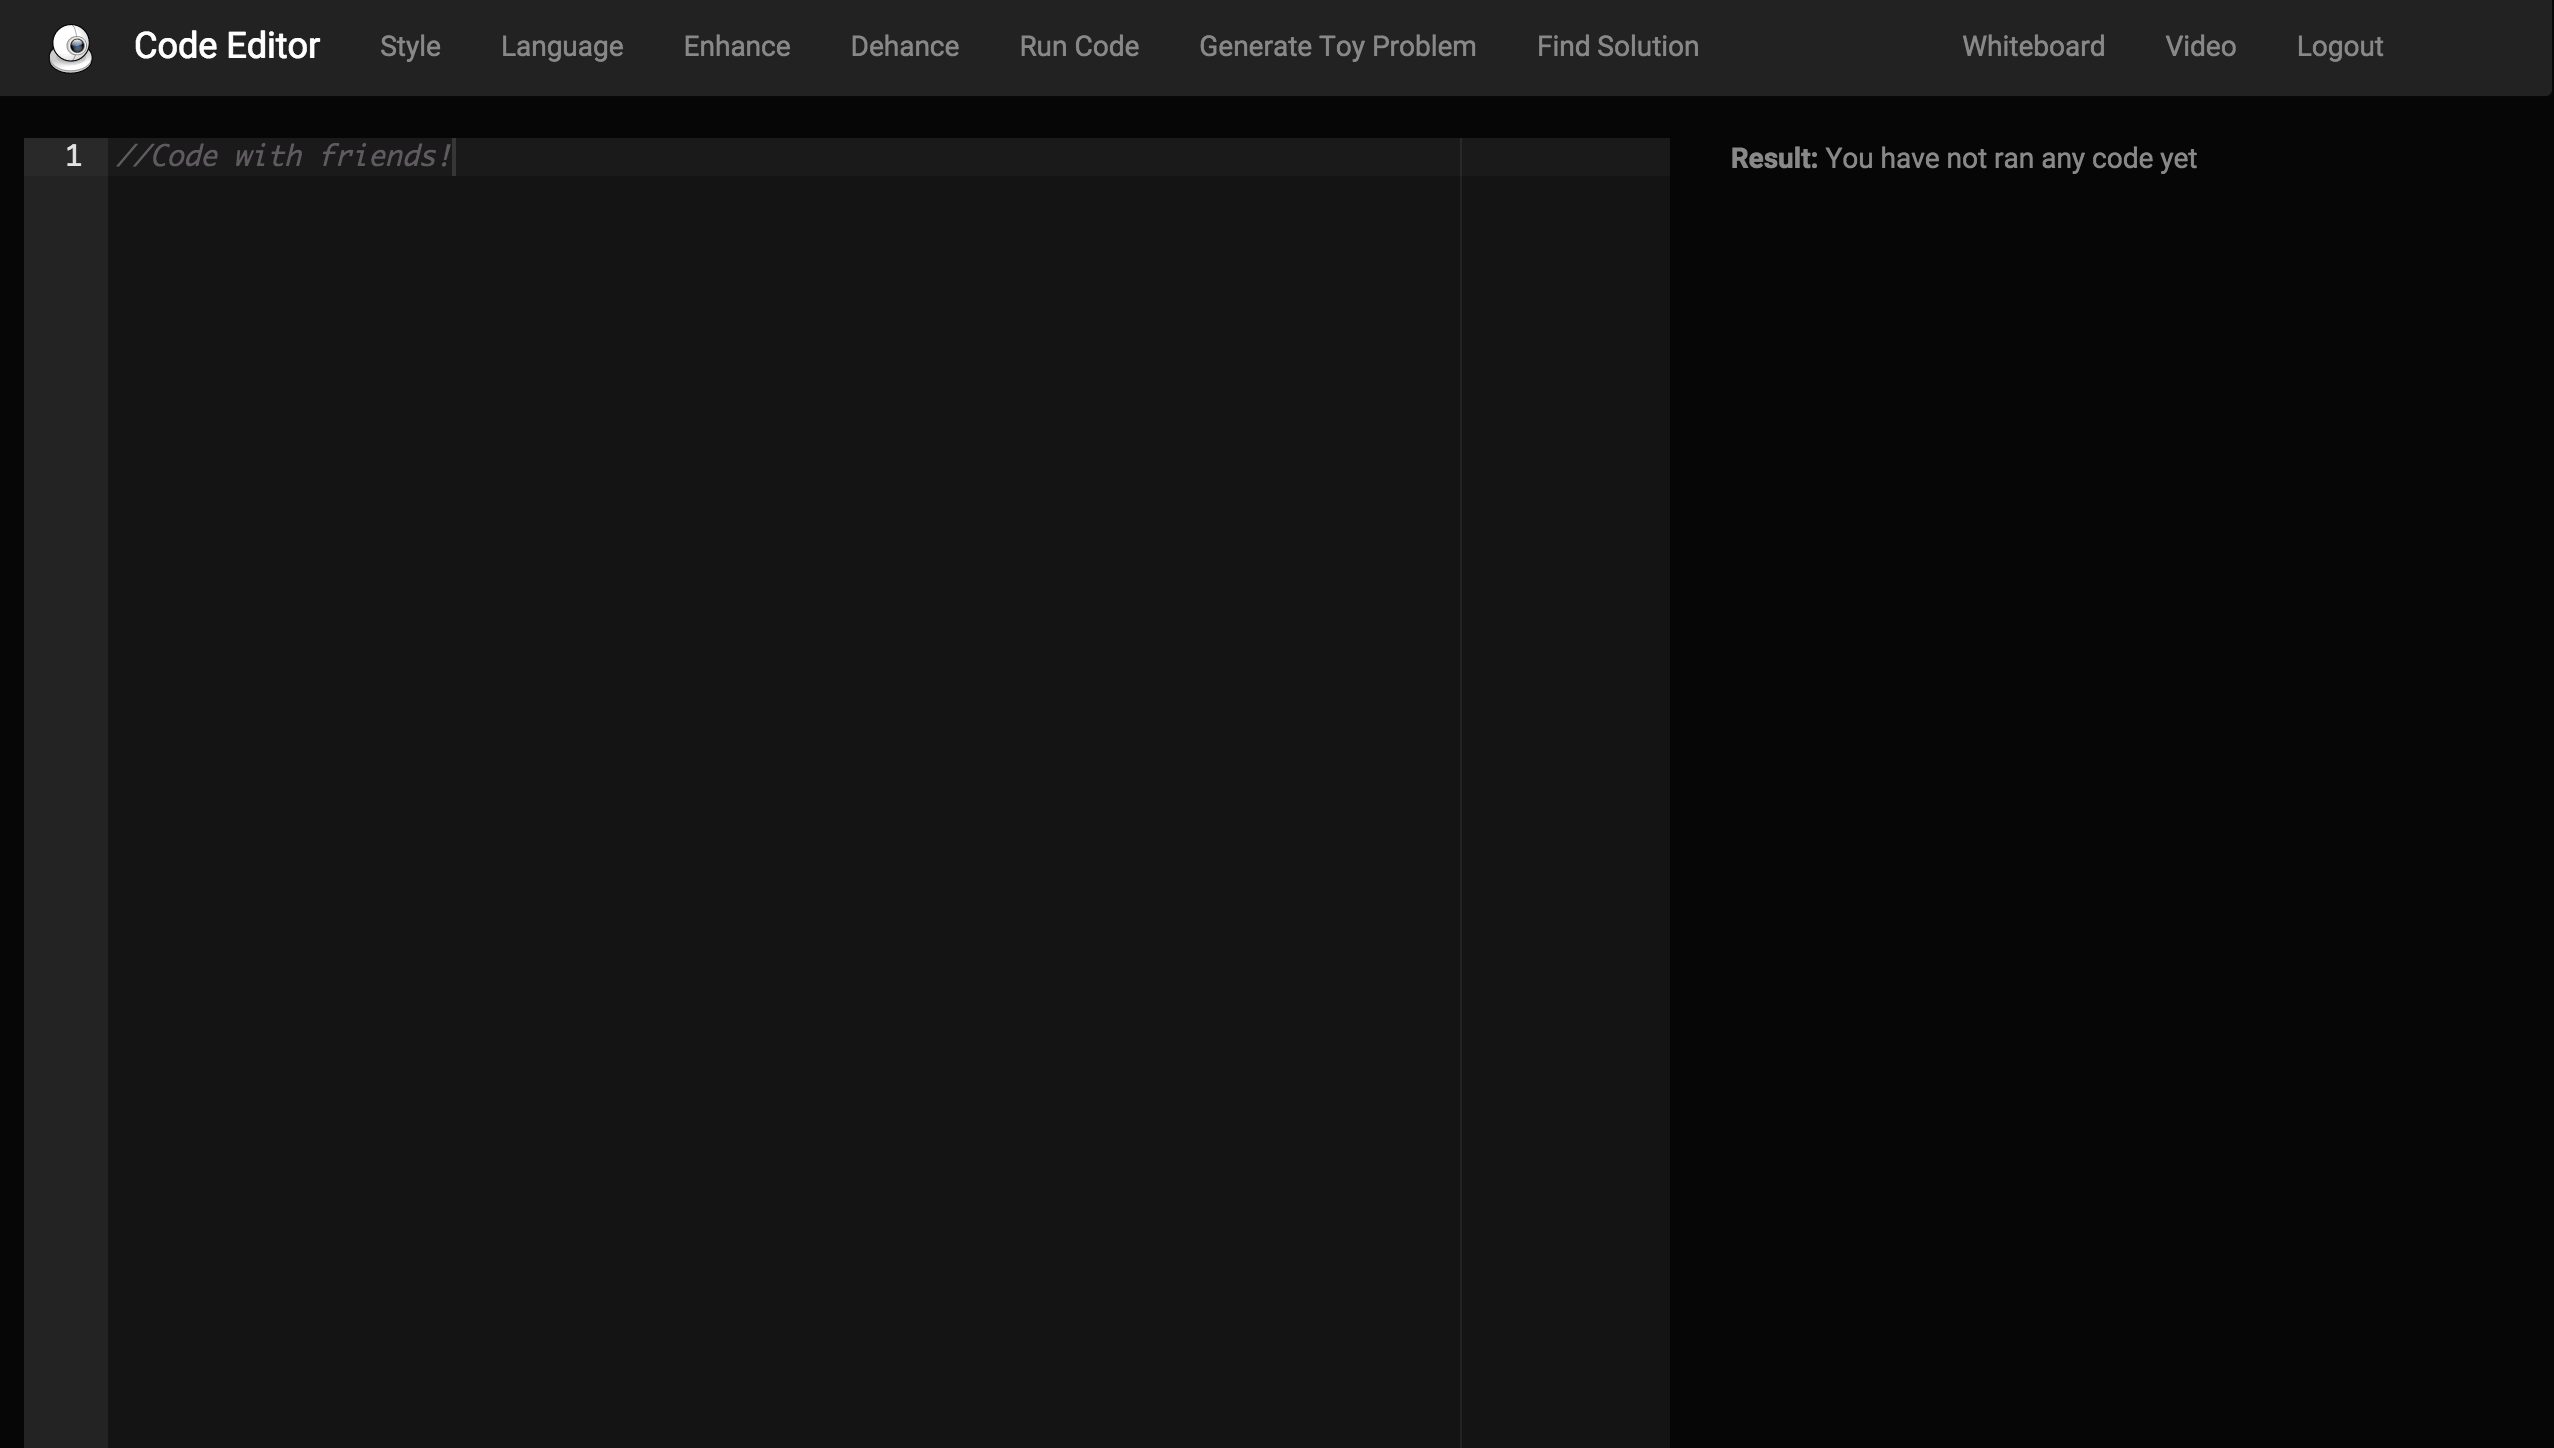 Code Editor Style Language Enhance Dehance Run Code Generate Toy Problem Find Solution Whiteboard Video Logout
1 //Code with friends!
Result: You have not ran any code yet